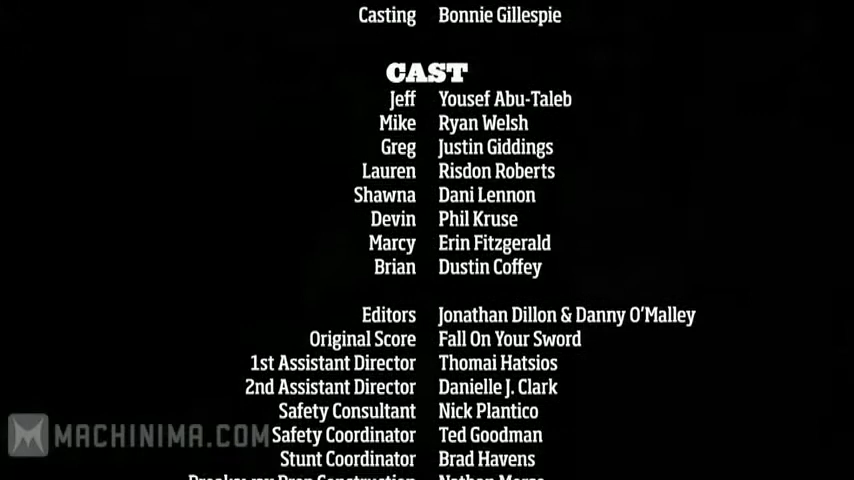 Casting Bonnie Gillespie
CAST
Jeff Yousef Abu-Taleb
Mike Ryan Welsh
Greg Justin Giddings
Lauren Risdon Roberts
Shawna Dani Lennon
Devin Phil Kruse
Marcy Erin Fitzgerald
Brian Dustin Coffey
Editors Jonathan Dillon & Danny O'Malley
Original Score Fall On Your Sword
1st Assistant Director Thomai Hatsios
2nd Assistant Director Danielle J. Clark
Safety Consultant Nick Plantico
MACHINIMA.COM
Safety Coordinator Ted Goodman
Stunt Coordinator Brad Havens